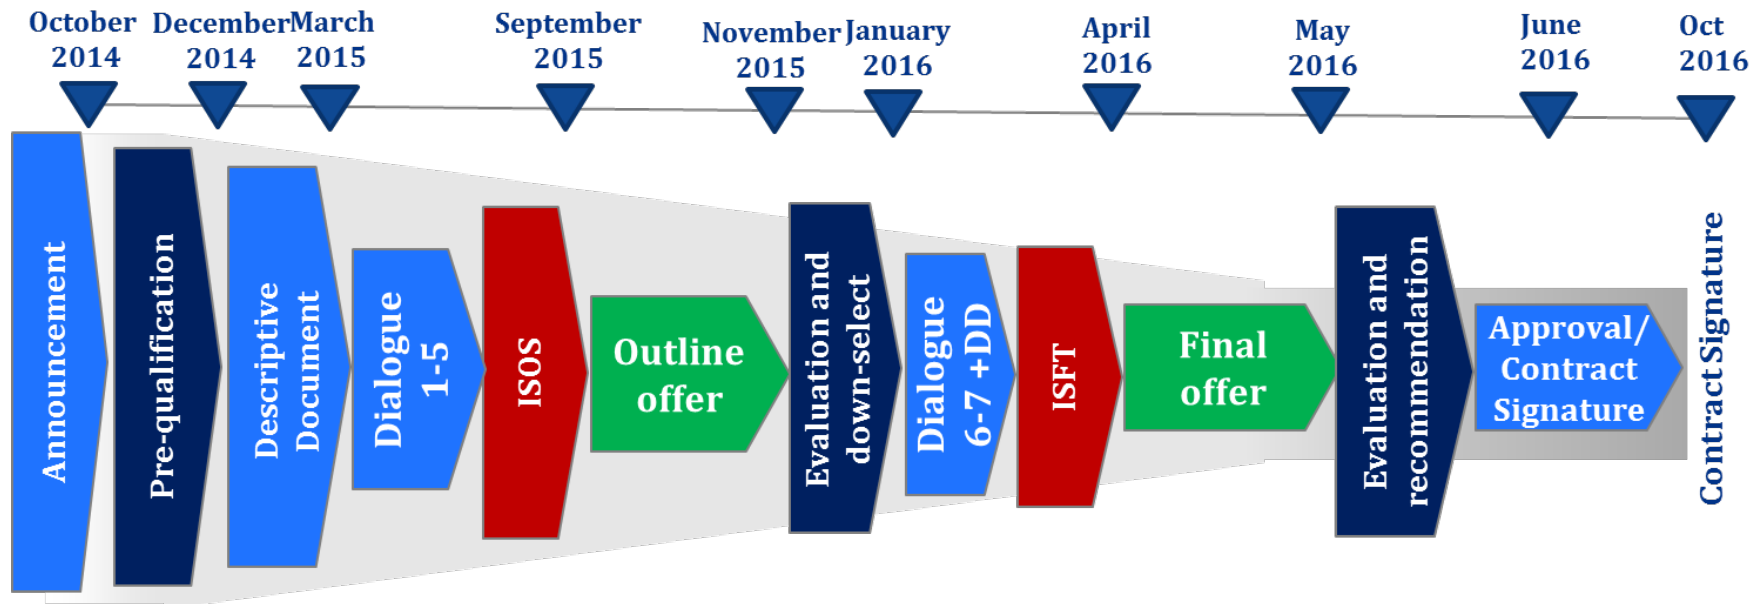 October
2014
December
2014
March
2015
September
2015
November
2015
January
2016
April
2016
May
2016
June
2016
Oct
2016
Announcement
Pre-qualification
Descriptive
Document
Dialogue
1-5
ISOS
Outline
offer
Evaluation and
down-select
Dialogue
6-7 +DD
ISFT
Final
offer
Evaluation and
recommendation
Approval/
Contract
Signature
Contract Signature